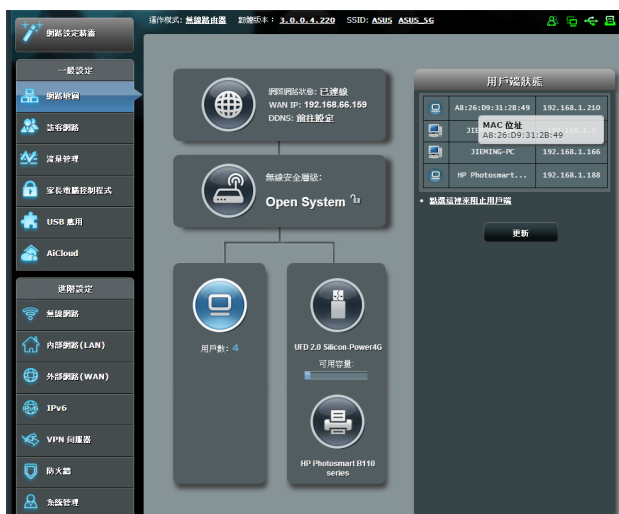 運作模式: 無線路由器 韌體版本: 3.0.0.4.220 SSID: ASUS ASUS_5G
網路設定精靈
一般設定
網路地圖
訪客網路
流量管理
家長電腦控制程式
USB 應用
AiCloud
進階設定
無線網路
內部網路(LAN)
外部網路(WAN)
IPv6
VPN 伺服器
防火牆
系統管理
網際網路狀態: 已連線
WAN IP: 192.168.66.159
DDNS: 前往設定
無線安全層級:
Open System
用戶數: 4
UFD 2.0 Silicon-Power4G
可用容量:
HP Photosmart B110
series
用戶端狀態
A8:26:D9:31:28:49 192.168.1.210
MAC 位址
A8:26:D9:31:2B:49
JIEMING-PC 192.168.1.166
HP Photosmart... 192.168.1.188
點選這裡來阻止用戶端
更新